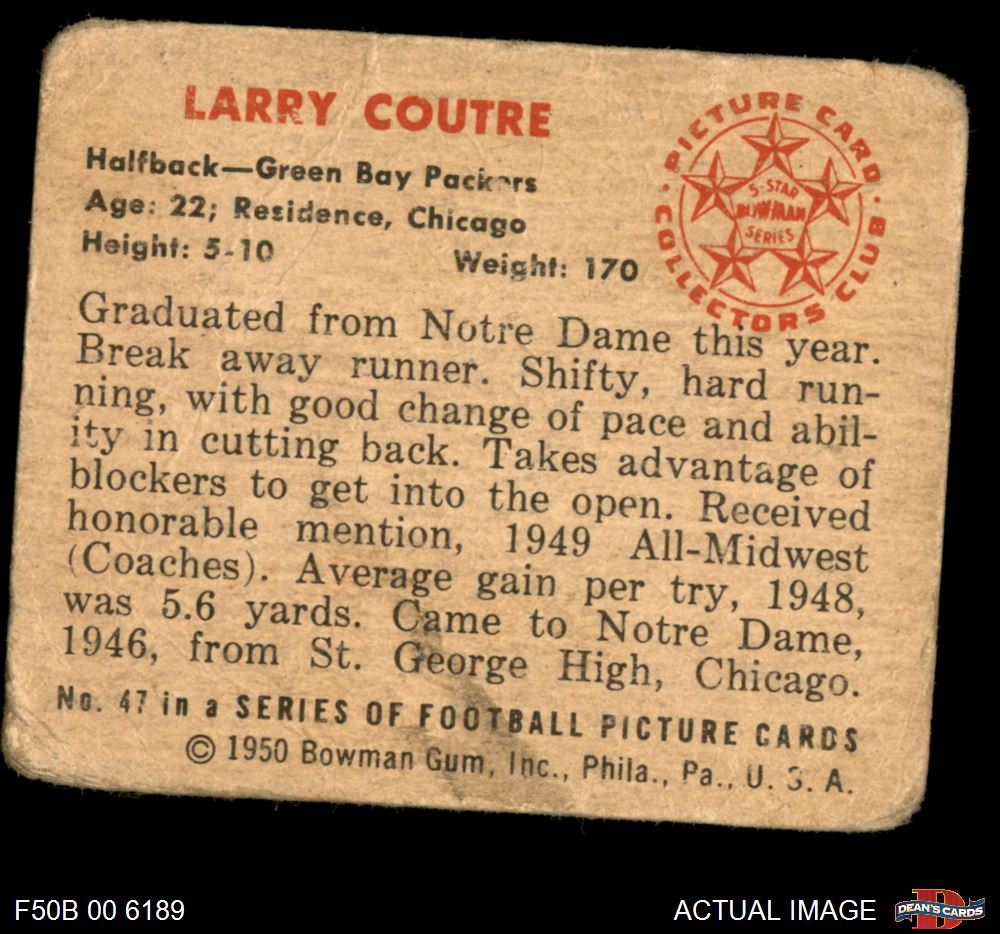 LARRY COUTRE
Halfback—Green Bay Packers
Age: 22; Residence, Chicago
Height: 5-10 Weight: 170
PICTURE CARD COLLECTORS CLUB
5-STAR
BOWMAN
SERIES
Graduated from Notre Dame this year.
Break away runner. Shifty, hard run-
ning, with good change of pace and abil-
ity in cutting back. Takes advantage of
blockers to get into the open. Received
honorable mention, 1949 All-Midwest
(Coaches). Average gain per try, 1948,
was 5.6 yards. Came to Notre Dame,
1946, from St. George High, Chicago.
No. 47 in a SERIES OF FOOTBALL PICTURE CARDS
© 1950 Bowman Gum, Inc., Phila., Pa., U. S. A.
F50B 00 6189
ACTUAL IMAGE
DEAN'S CARDS